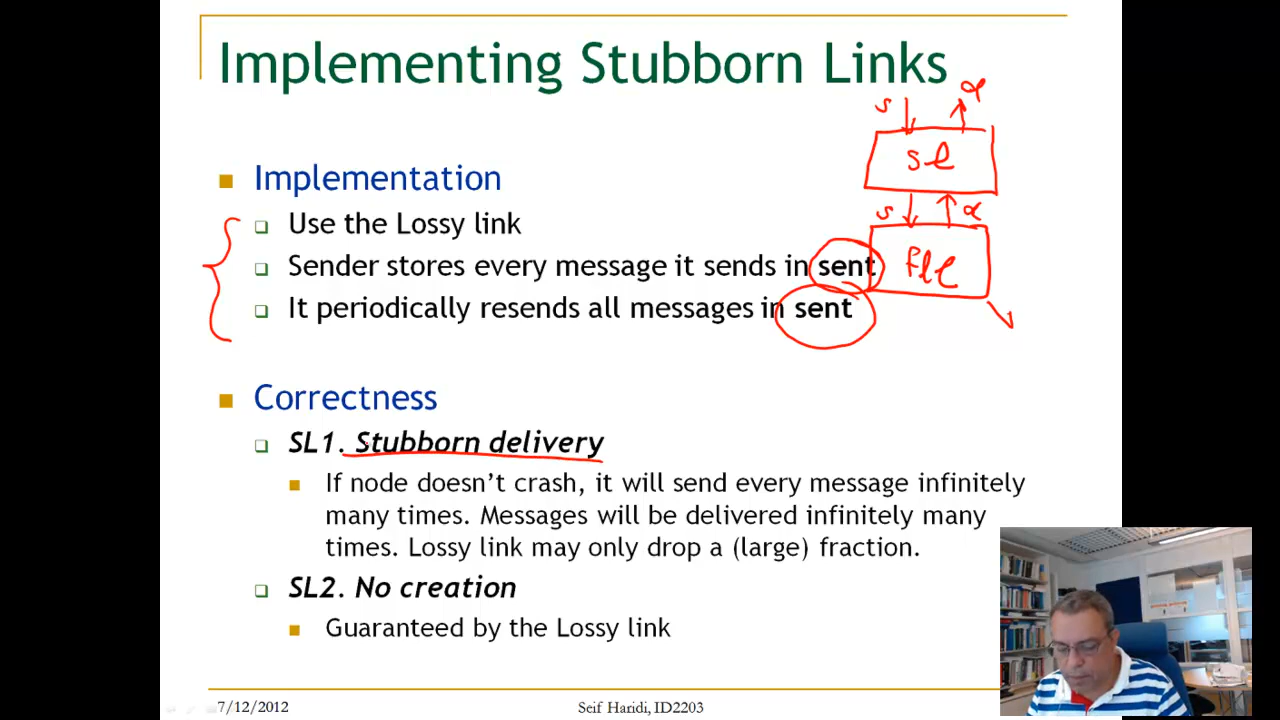 Implementing Stubborn Links
s
sl
Implementation
Use the Lossy link
s
Sender stores every message it sends in sent
fll
It periodically resends all messages in sent
Correctness
SL1. Stubborn delivery
If node doesn't crash, it will send every message infinitely
many times. Messages will be delivered infinitely many
times. Lossy link may only drop a (large) fraction.
SL2. No creation
Guaranteed by the Lossy link
7/12/2012
Seif Haridi, ID2203